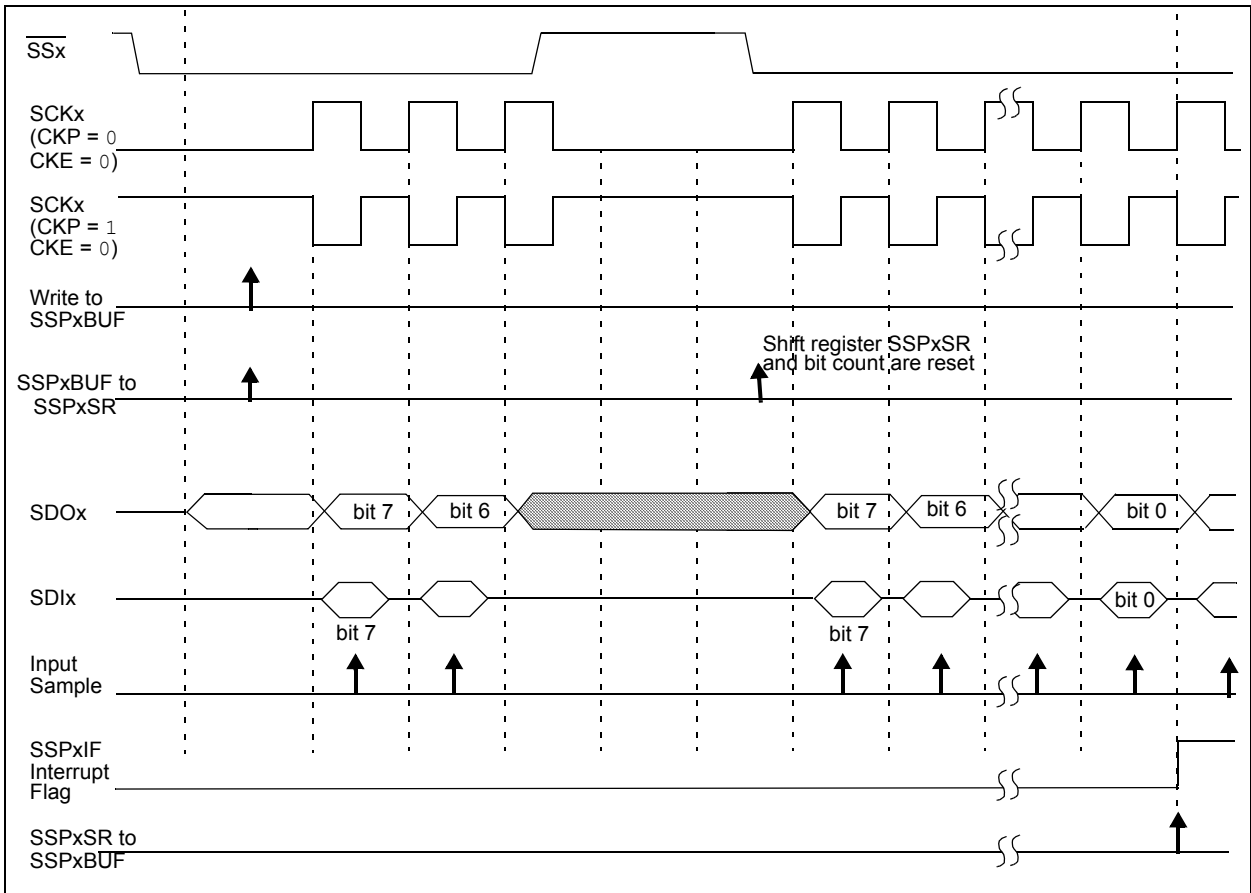 SSx
SCKx
(CKP = 0
CKE = 0)
SCKx
(CKP = 1
CKE = 0)
Write to
SSPxBUF
Shift register SSPxSR
and bit count are reset
SSPxBUF to
SSPxSR
SDOx
bit 7
bit 6
bit 7
bit 6
bit 0
SDIx
bit 0
bit 7
bit 7
Input
Sample
SSPxIF
Interrupt
Flag
SSPxSR to
SSPxBUF